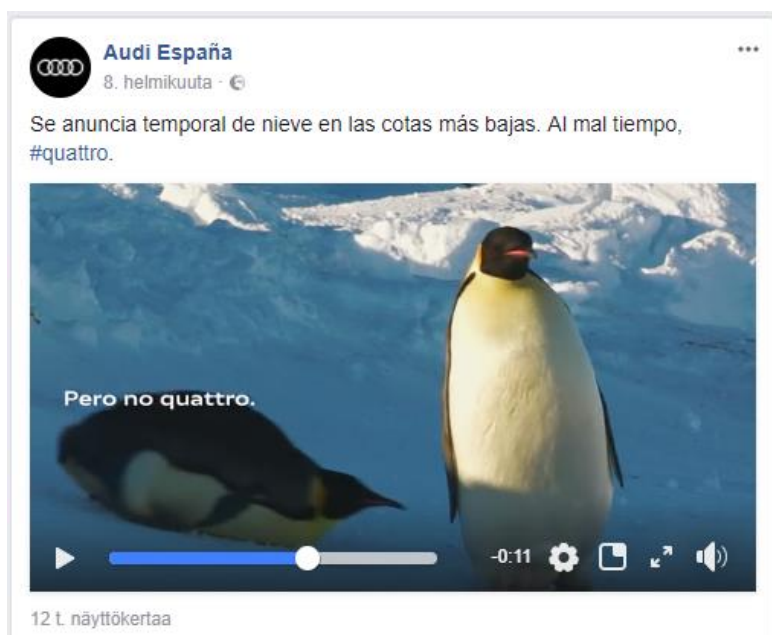 Audi España
8. helmikuuta ·
Se anuncia temporal de nieve en las cotas más bajas. Al mal tiempo,
#quattro.
Pero no quattro.
-0:11
12 t. näyttökertaa